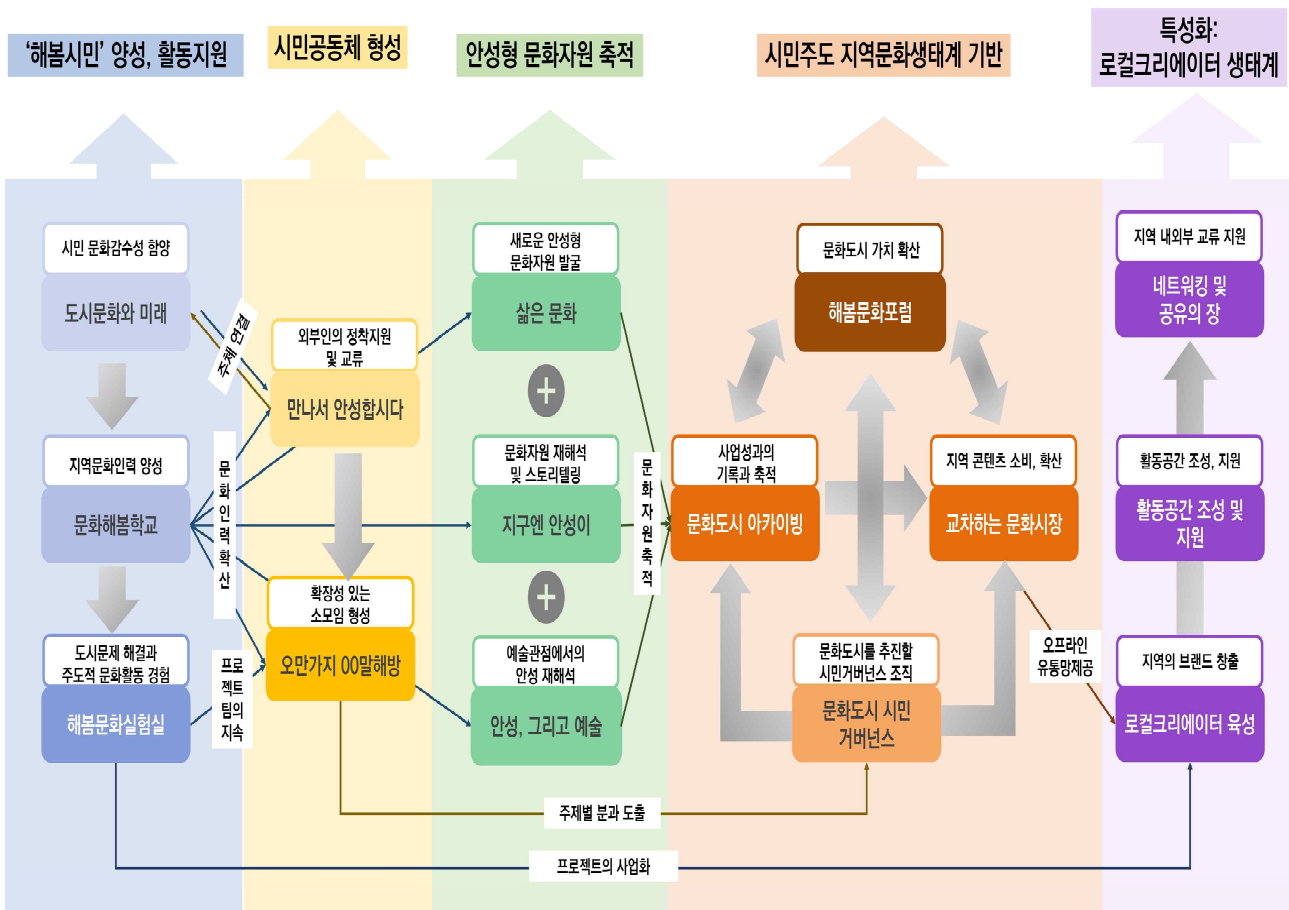 ‘해봄시민’ 양성, 활동지원
시민공동체 형성
안성형 문화자원 축적
시민주도 지역문화생태계 기반
특성화:
로컬크리에이터 생태계
시민 문화감수성 함양
도시문화와 미래
지역문화인력 양성
문화해봄학교
도시문제 해결과
주도적 문화활동 경험
해봄문화실험실
주체 연결
문화인력확산
프로
젝트
팀의
지속
외부인의 정착지원
및 교류
만나서 안성합시다
확장성 있는
소모임 형성
오만가지 00말해방
새로운 안성형
문화자원 발굴
삶은 문화
+
문화자원 재해석
및 스토리텔링
지구엔 안성이
+
예술관점에서의
안성 재해석
안성, 그리고 예술
문화자원축적
문화도시 가치 확산
해봄문화포럼
사업성과의
기록과 축적
문화도시 아카이빙
지역 콘텐츠 소비, 확산
교차하는 문화시장
문화도시를 추진할
시민거버넌스 조직
문화도시 시민
거버넌스
오프라인
유통망제공
지역 내외부 교류 지원
네트워킹 및
공유의 장
활동공간 조성, 지원
활동공간 조성 및
지원
지역의 브랜드 창출
로컬크리에이터 육성
주제별 분과 도출
프로젝트의 사업화